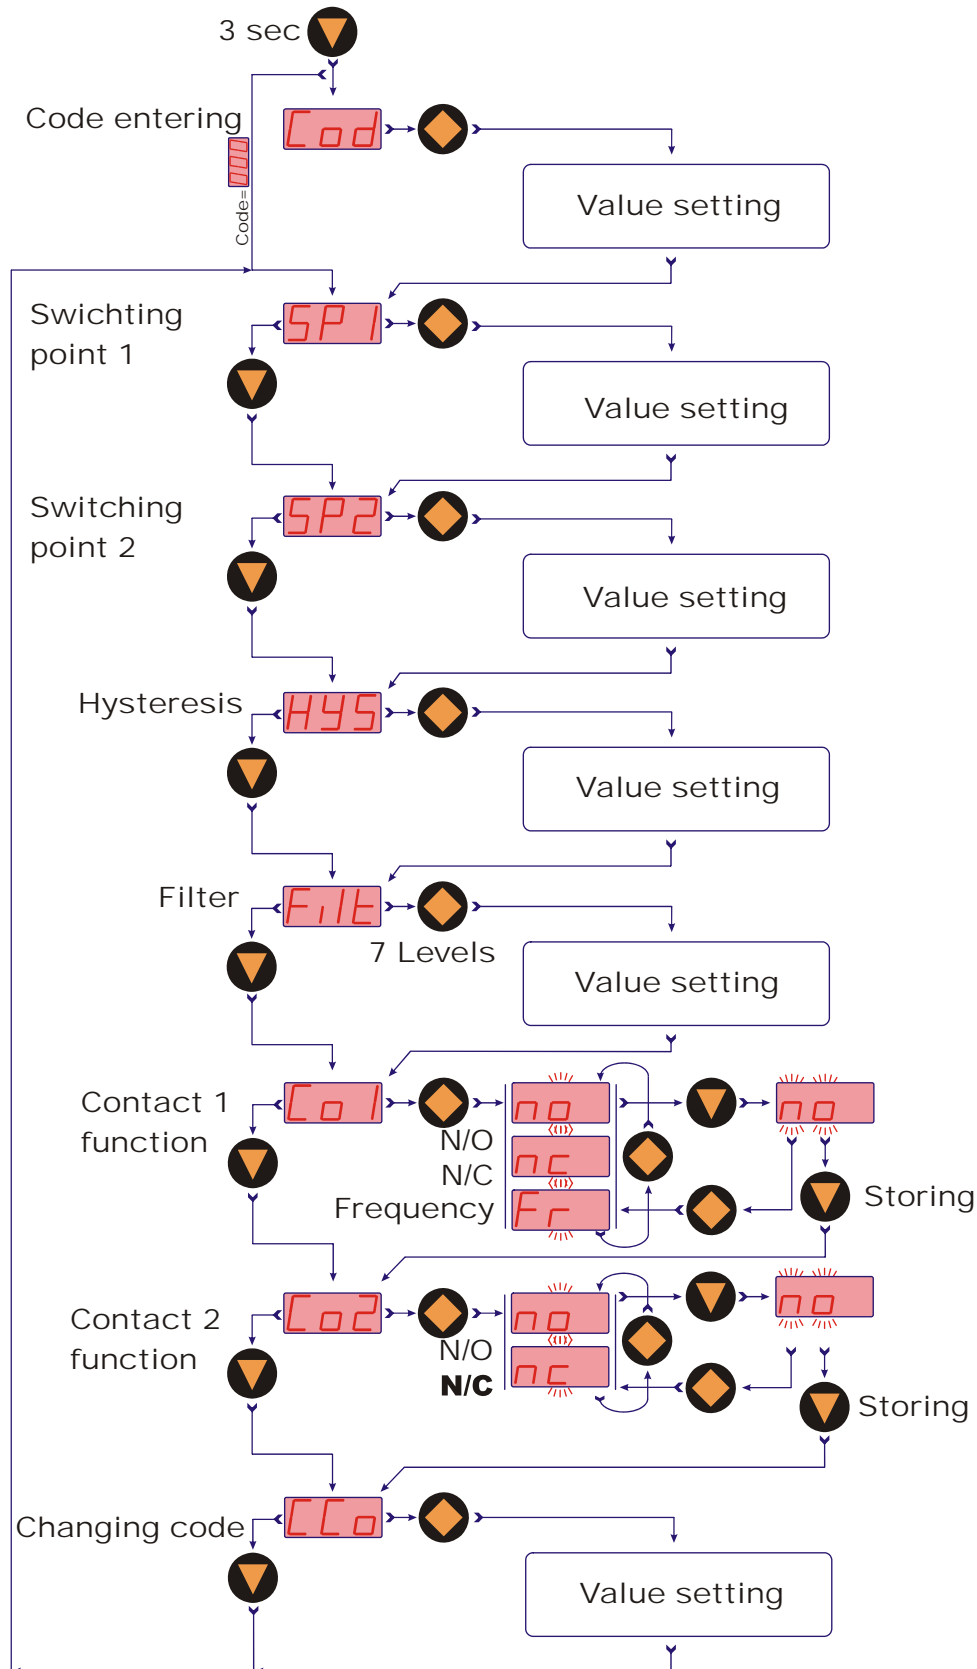 3 sec
Code entering
Cod
Code=000
Value setting
Swichting
point 1
SP1
Value setting
Switching
point 2
SP2
Value setting
Hysteresis
HYS
Value setting
Filter
Filt
7 Levels
Value setting
Contact 1
function
Co1
no
N/O
nc
N/C
Frequency
Fr
no
Storing
Contact 2
function
Co2
no
N/O
nc
N/C
no
Storing
Changing code
CCo
Value setting